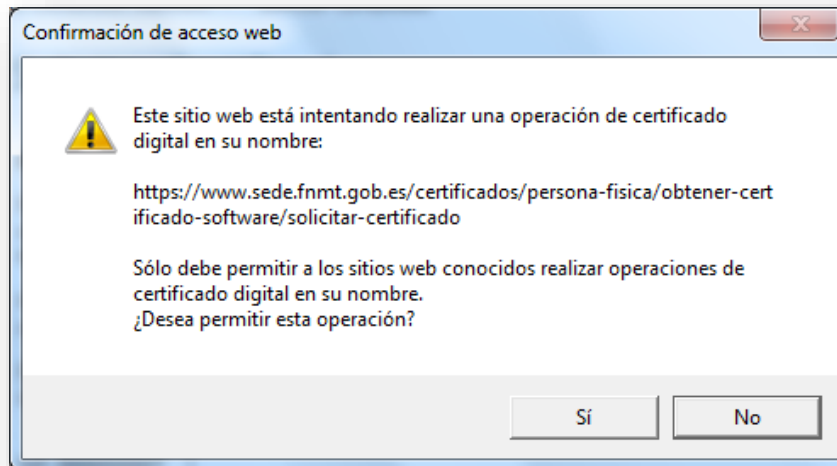 Confirmación de acceso web
Este sitio web está intentando realizar una operación de certificado
digital en su nombre:
https://www.sede.fnmt.gob.es/certificados/persona-fisica/obtener-cert
ificado-software/solicitar-certificado
Sólo debe permitir a los sitios web conocidos realizar operaciones de
certificado digital en su nombre.
¿Desea permitir esta operación?
Sí
No